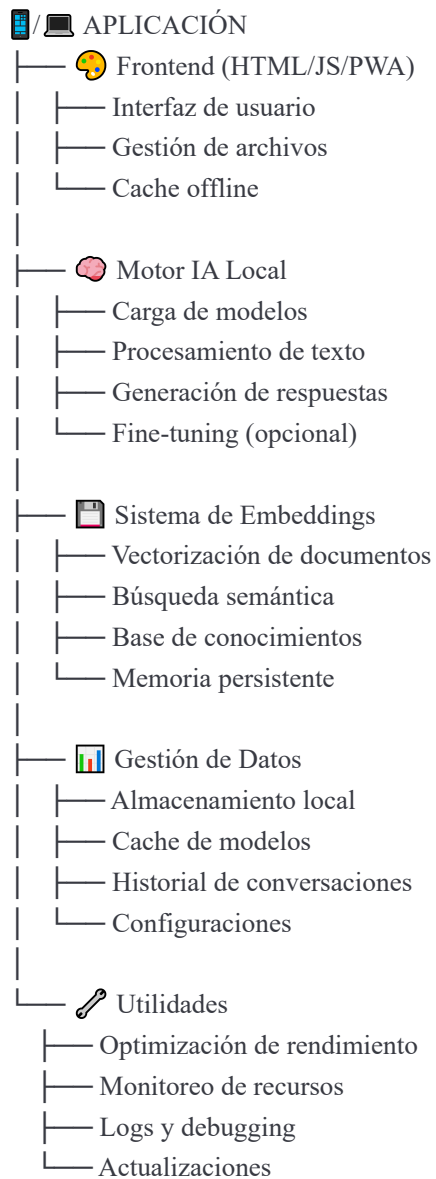 📱/💻 APLICACIÓN
├── 🎨 Frontend (HTML/JS/PWA)
│   ├── Interfaz de usuario
│   ├── Gestión de archivos
│   └── Cache offline
│
├── 🧠 Motor IA Local
│   ├── Carga de modelos
│   ├── Procesamiento de texto
│   ├── Generación de respuestas
│   └── Fine-tuning (opcional)
│
├── 💾 Sistema de Embeddings
│   ├── Vectorización de documentos
│   ├── Búsqueda semántica
│   ├── Base de conocimientos
│   └── Memoria persistente
│
├── 📊 Gestión de Datos
│   ├── Almacenamiento local
│   ├── Cache de modelos
│   ├── Historial de conversaciones
│   └── Configuraciones
│
└── 🔧 Utilidades
    ├── Optimización de rendimiento
    ├── Monitoreo de recursos
    ├── Logs y debugging
    └── Actualizaciones